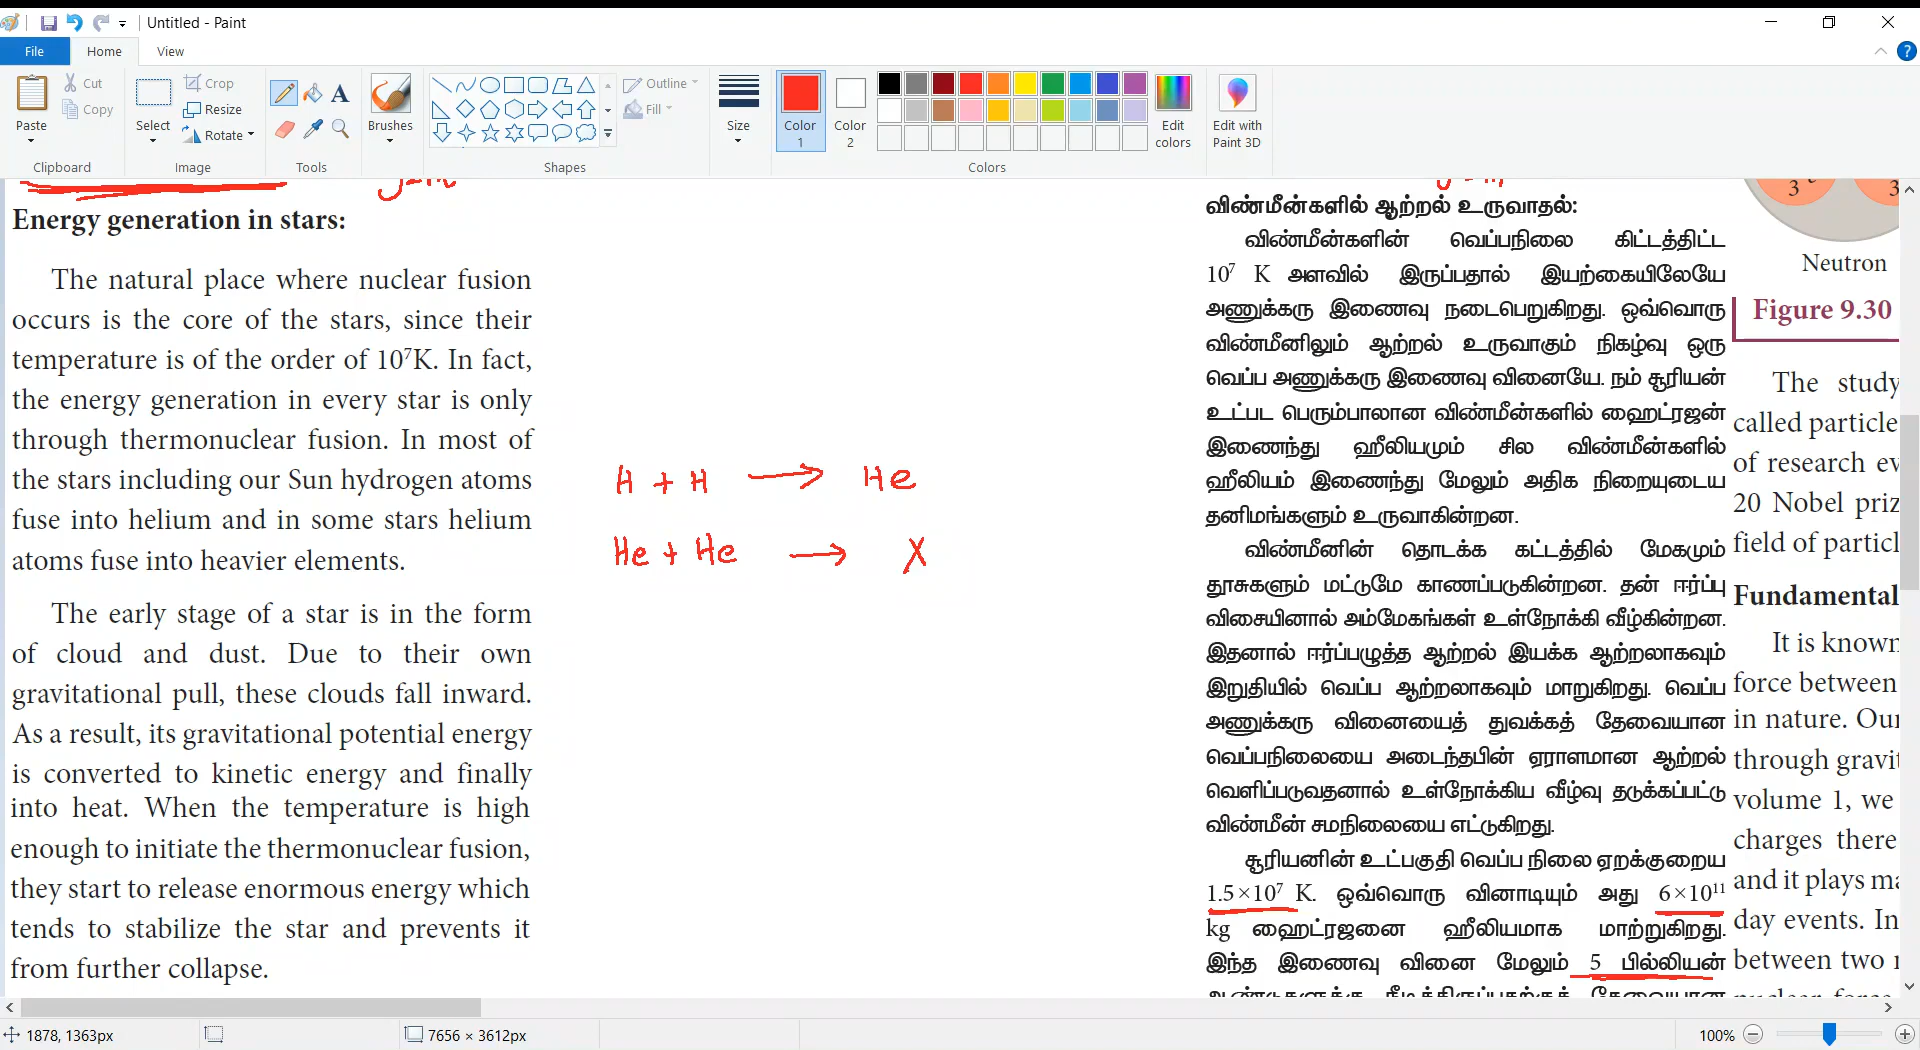 Untitled - Paint
File Home View
Paste
Cut
Copy
Clipboard
Select
Crop
Resize
Rotate
Image
Tools
Brushes
Shapes
Outline
Fill
Size
Color 1
Color 2
Colors
Edit colors
Edit with Paint 3D
Energy generation in stars:
The natural place where nuclear fusion
occurs is the core of the stars, since their
temperature is of the order of 10⁷K. In fact,
the energy generation in every star is only
through thermonuclear fusion. In most of
the stars including our Sun hydrogen atoms
fuse into helium and in some stars helium
atoms fuse into heavier elements.
The early stage of a star is in the form
of cloud and dust. Due to their own
gravitational pull, these clouds fall inward.
As a result, its gravitational potential energy
is converted to kinetic energy and finally
into heat. When the temperature is high
enough to initiate the thermonuclear fusion,
they start to release enormous energy which
tends to stabilize the star and prevents it
from further collapse.
H + H → He
He + He → X
விண்மீன்களில் ஆற்றல் உருவாதல்:
விண்மீன்களின் வெப்பநிலை கிட்டத்திட்ட
10⁷ K அளவில் இருப்பதால் இயற்கையிலேயே
அணுக்கரு இணைவு நடைபெறுகிறது. ஒவ்வொரு
விண்மீனிலும் ஆற்றல் உருவாகும் நிகழ்வு ஒரு
வெப்ப அணுக்கரு இணைவு வினையே. நம் சூரியன்
உட்பட பெரும்பாலான விண்மீன்களில் ஹைட்ரஜன்
இணைந்து ஹீலியமும் சில விண்மீன்களில்
ஹீலியம் இணைந்து மேலும் அதிக நிறையுடைய
தனிமங்களும் உருவாகின்றன.
விண்மீனின் தொடக்க கட்டத்தில் மேகமும்
தூசுகளும் மட்டுமே காணப்படுகின்றன. தன் ஈர்ப்பு
விசையினால் அம்மேகங்கள் உள்நோக்கி வீழ்கின்றன.
இதனால் ஈர்ப்பழுத்த ஆற்றல் இயக்க ஆற்றலாகவும்
இறுதியில் வெப்ப ஆற்றலாகவும் மாறுகிறது. வெப்ப
அணுக்கரு வினையைத் துவக்கத் தேவையான
வெப்பநிலையை அடைந்தபின் ஏராளமான ஆற்றல்
வெளிப்படுவதனால் உள்நோக்கிய வீழ்வு தடுக்கப்பட்டு
விண்மீன் சமநிலையை எட்டுகிறது.
சூரியனின் உட்பகுதி வெப்ப நிலை ஏறக்குறைய
1.5×10⁷ K. ஒவ்வொரு வினாடியும் அது 6×10¹¹
kg ஹைட்ரஜனை ஹீலியமாக மாற்றுகிறது.
இந்த இணைவு வினை மேலும் 5 பில்லியன்
3 3
Neutron
Figure 9.30
The study
called particle
of research ev
20 Nobel priz
field of particl
Fundamental
It is known
force between
in nature. Our
through gravit
volume 1, we
charges there
and it plays ma
day events. In
between two
1878, 1363px
7656 × 3612px
100%